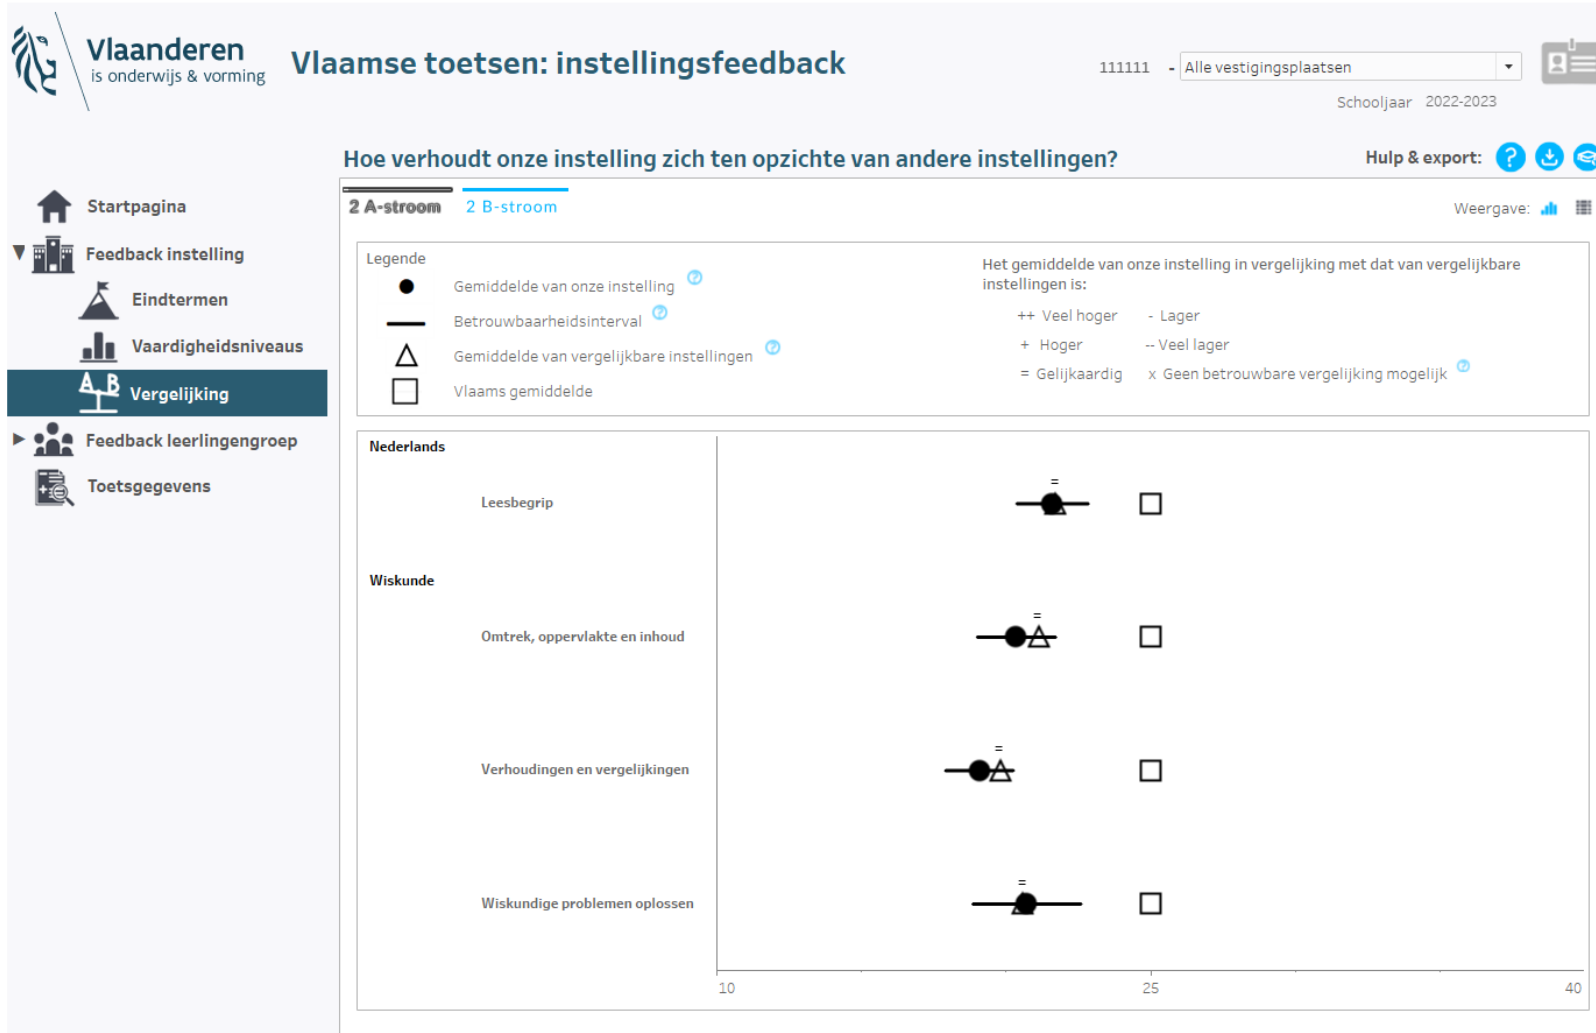 Vlaanderen
is onderwijs & vorming
Vlaamse toetsen: instellingsfeedback
111111 - Alle vestigingsplaatsen
Schooljaar 2022-2023
Hoe verhoudt onze instelling zich ten opzichte van andere instellingen?
Hulp & export: ?
Startpagina
Feedback instelling
Eindtermen
Vaardigheidsniveaus
A B Vergelijking
Feedback leerlingengroep
Toetsgegevens
2 A-stroom 2 B-stroom
Weergave:
Legende
Gemiddelde van onze instelling ?
Betrouwbaarheidsinterval ?
Gemiddelde van vergelijkbare instellingen ?
Vlaams gemiddelde
Het gemiddelde van onze instelling in vergelijking met dat van vergelijkbare
instellingen is:
++ Veel hoger - Lager
+ Hoger -- Veel lager
= Gelijkaardig x Geen betrouwbare vergelijking mogelijk ?
Nederlands
=
Leesbegrip
Wiskunde
=
Omtrek, oppervlakte en inhoud
=
Verhoudingen en vergelijkingen
=
Wiskundige problemen oplossen
10 25 40